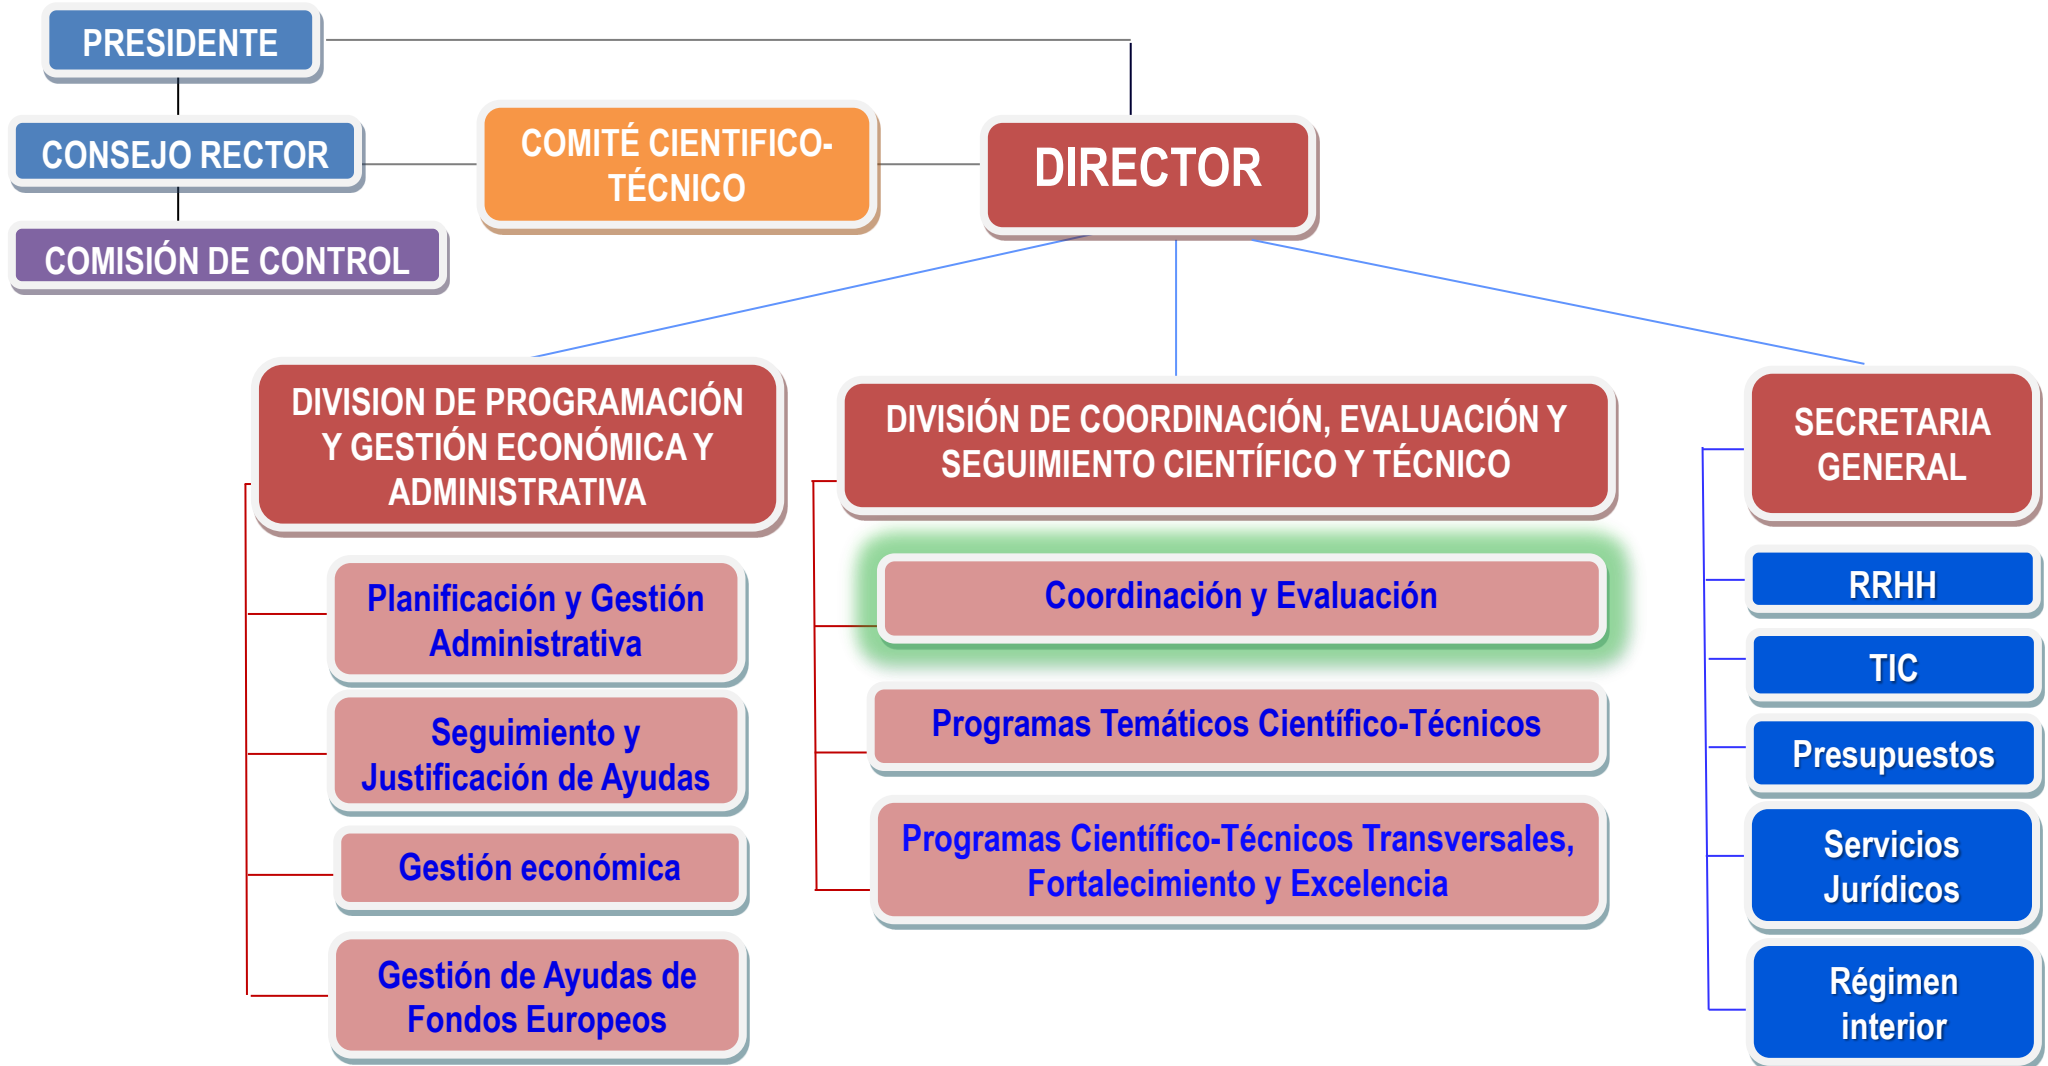 PRESIDENTE
CONSEJO RECTOR
COMISIÓN DE CONTROL
COMITÉ CIENTIFICO-
TÉCNICO
DIRECTOR
DIVISION DE PROGRAMACIÓN
Y GESTIÓN ECONÓMICA Y
ADMINISTRATIVA
Planificación y Gestión
Administrativa
Seguimiento y
Justificación de Ayudas
Gestión económica
Gestión de Ayudas de
Fondos Europeos
DIVISIÓN DE COORDINACIÓN, EVALUACIÓN Y
SEGUIMIENTO CIENTÍFICO Y TÉCNICO
Coordinación y Evaluación
Programas Temáticos Científico-Técnicos
Programas Científico-Técnicos Transversales,
Fortalecimiento y Excelencia
SECRETARIA
GENERAL
RRHH
TIC
Presupuestos
Servicios
Jurídicos
Régimen
interior